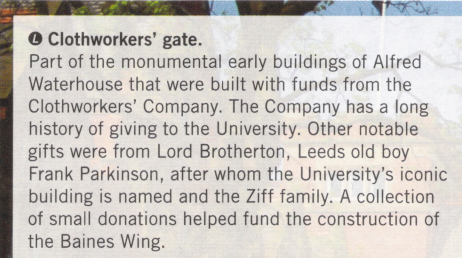 L Clothworkers' gate.
Part of the monumental early buildings of Alfred
Waterhouse that were built with funds from the
Clothworkers' Company. The Company has a long
history of giving to the University. Other notable
gifts were from Lord Brotherton, Leeds old boy
Frank Parkinson, after whom the University's iconic
building is named and the Ziff family. A collection
of small donations helped fund the construction of
the Baines Wing.